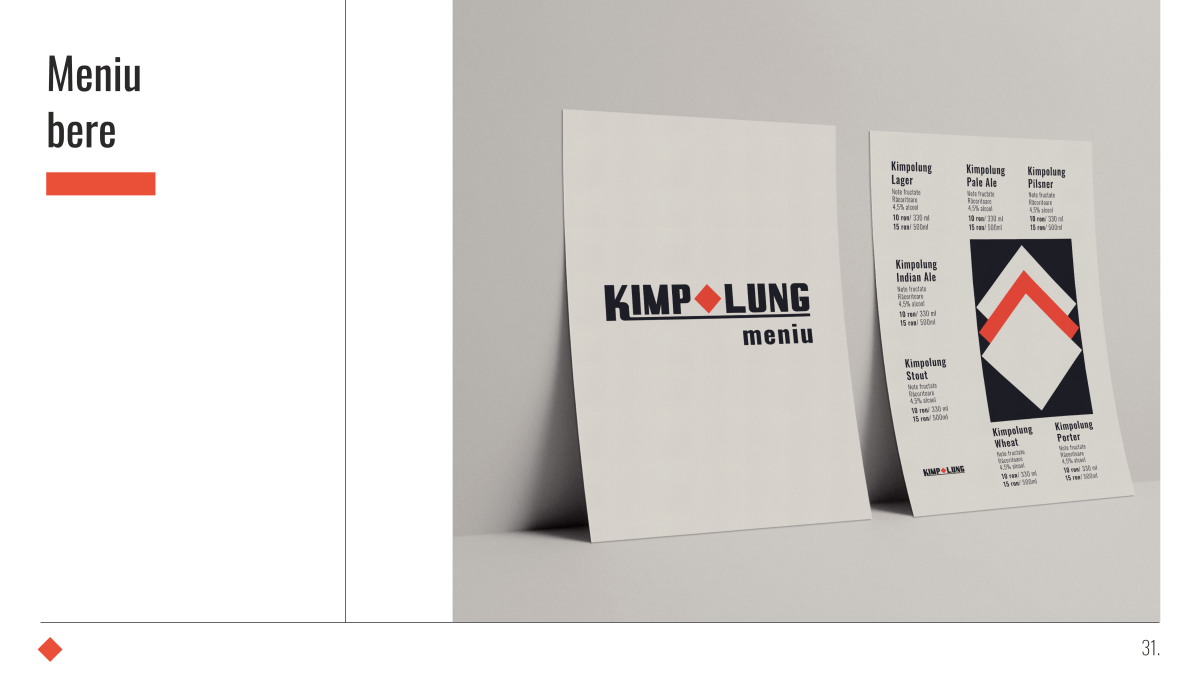 Meniu
bere
KIMPOLUNG
meniu
Kimpolung
Lager
Note fructate
Răcoritoare
4,5% alcool
10 ron/ 330 ml
15 ron/ 500ml
Kimpolung
Pale Ale
Note fructate
Răcoritoare
4,5% alcool
10 ron/ 330 ml
15 ron/ 500ml
Kimpolung
Pilsner
Note fructate
Răcoritoare
4,5% alcool
10 ron/ 330 ml
15 ron/ 500ml
Kimpolung
Indian Ale
Note fructate
Răcoritoare
4,5% alcool
10 ron/ 330 ml
15 ron/ 500ml
Kimpolung
Stout
Note fructate
Răcoritoare
4,5% alcool
10 ron/ 330 ml
15 ron/ 500ml
Kimpolung
Wheat
Note fructate
Răcoritoare
4,5% alcool
10 ron/ 330 ml
15 ron/ 500ml
Kimpolung
Porter
Note fructate
Răcoritoare
4,5% alcool
10 ron/ 330 ml
15 ron/ 500ml
KIMPOLUNG
31.